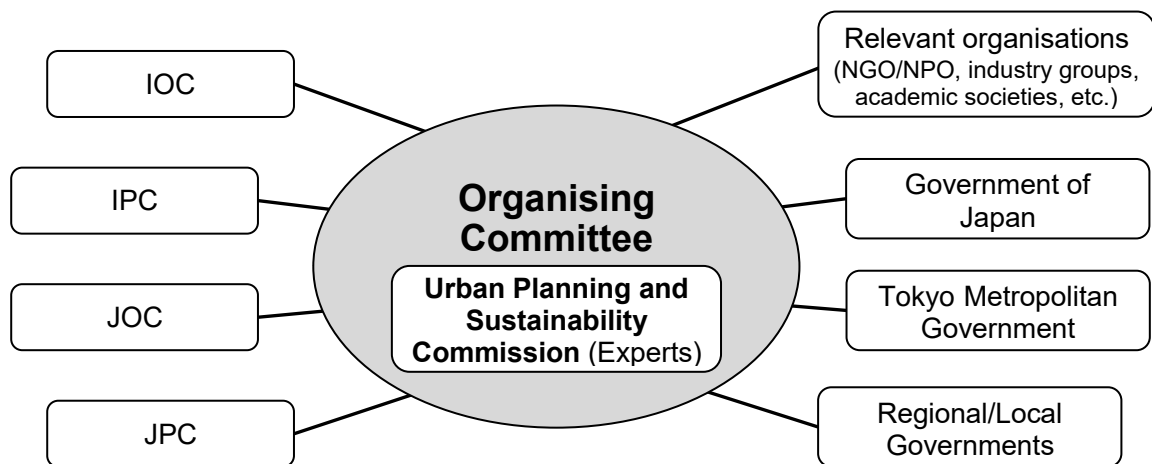 IOC
IPC
JOC
JPC
Organising
Committee
Urban Planning and
Sustainability
Commission (Experts)
Relevant organisations
(NGO/NPO, industry groups,
academic societies, etc.)
Government of
Japan
Tokyo Metropolitan
Government
Regional/Local
Governments